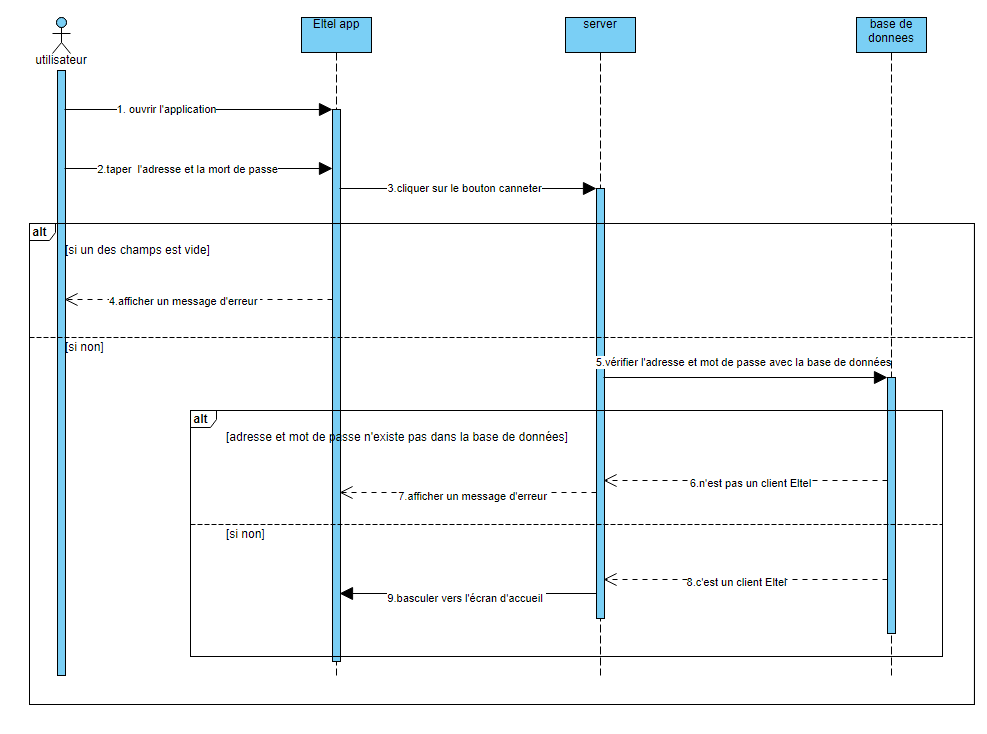 utilisateur
Eltel app
server
base de
donnees
1. ouvrir l'application
2.taper l'adresse et la mort de passe
3.cliquer sur le bouton canneter
alt
[si un des champs est vide]
4.afficher un message d'erreur
[si non]
5.vérifier l'adresse et mot de passe avec la base de données
alt
[adresse et mot de passe n'existe pas dans la base de données]
6.n'est pas un client Eltel
7.afficher un message d'erreur
[si non]
8.c'est un client Eltel
9.basculer vers l'écran d'accueil